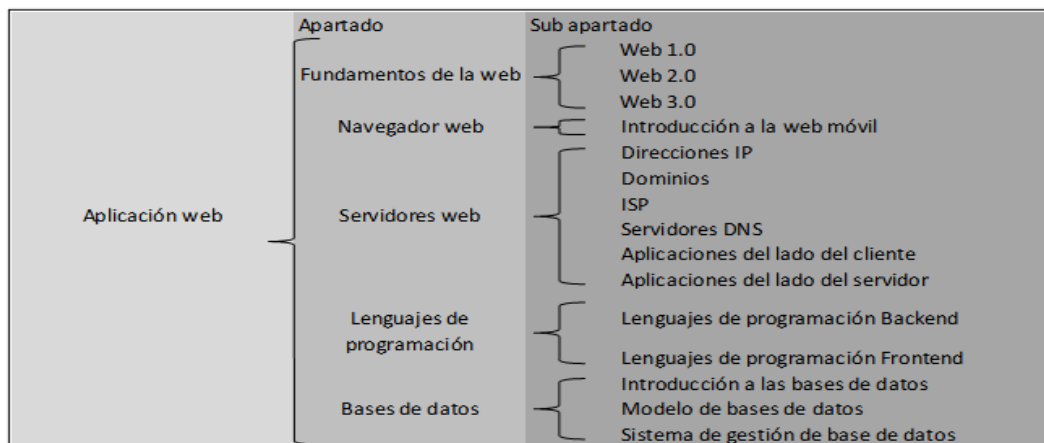 Apartado
Sub apartado
Aplicación web
Fundamentos de la web
Web 1.0
Web 2.0
Web 3.0
Navegador web
Introducción a la web móvil
Servidores web
Direcciones IP
Dominios
ISP
Servidores DNS
Aplicaciones del lado del cliente
Aplicaciones del lado del servidor
Lenguajes de
programación
Lenguajes de programación Backend
Lenguajes de programación Frontend
Bases de datos
Introducción a las bases de datos
Modelo de bases de datos
Sistema de gestión de base de datos